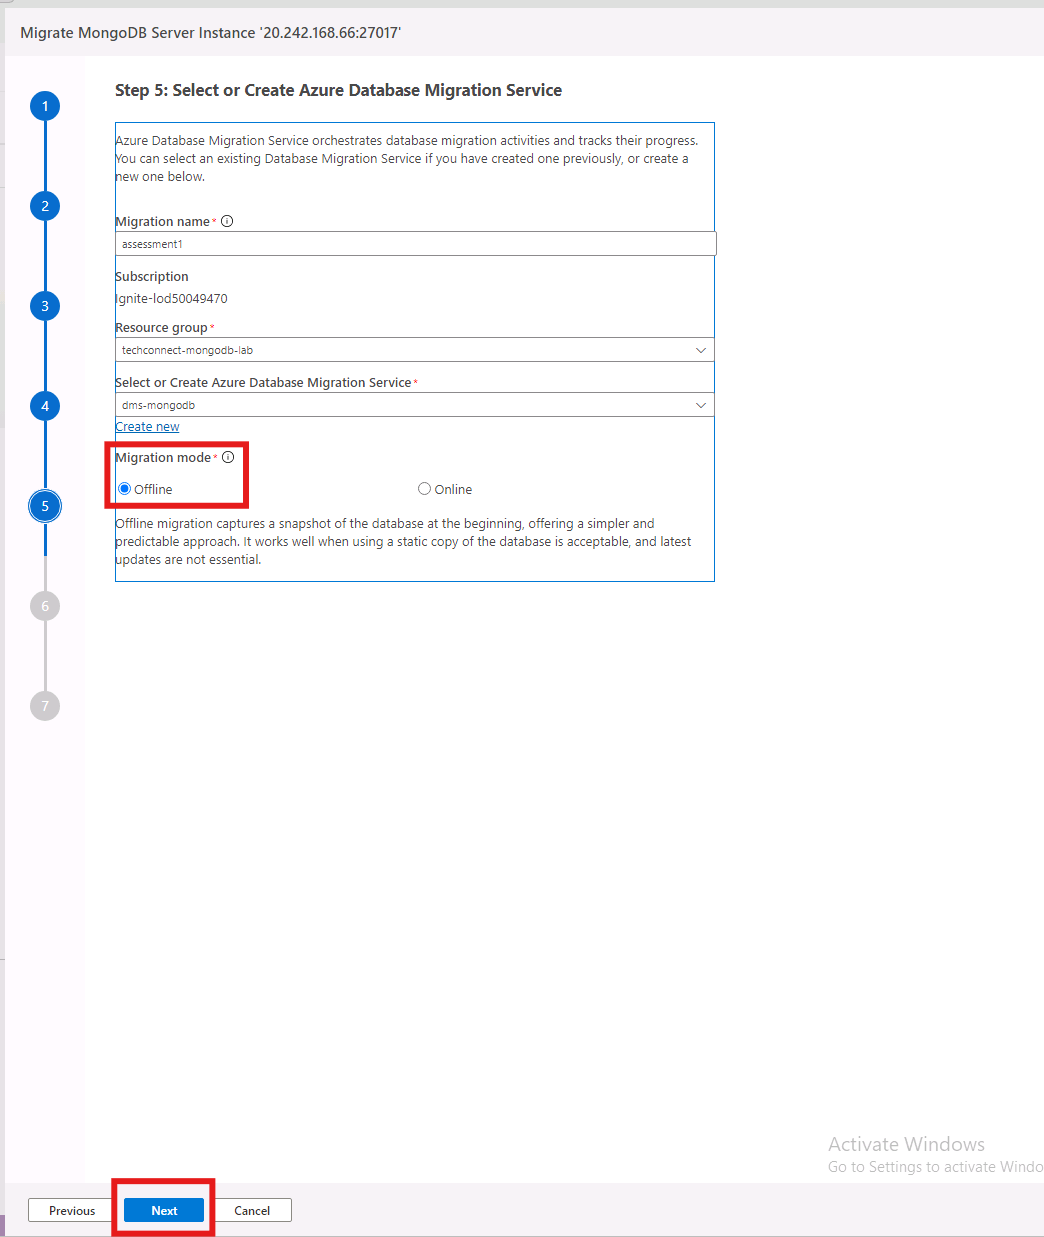 Migrate MongoDB Server Instance '20.242.168.66:27017'
1
2
3
4
5
6
7
Step 5: Select or Create Azure Database Migration Service
Azure Database Migration Service orchestrates database migration activities and tracks their progress.
You can select an existing Database Migration Service if you have created one previously, or create a
new one below.
Migration name *
assessment1
Subscription
Ignite-lod50049470
Resource group *
techconnect-mongodb-lab
Select or Create Azure Database Migration Service *
dms-mongodb
Create new
Migration mode *
Offline Online
Offline migration captures a snapshot of the database at the beginning, offering a simpler and
predictable approach. It works well when using a static copy of the database is acceptable, and latest
updates are not essential.
Activate Windows
Go to Settings to activate Windo
Previous Next Cancel